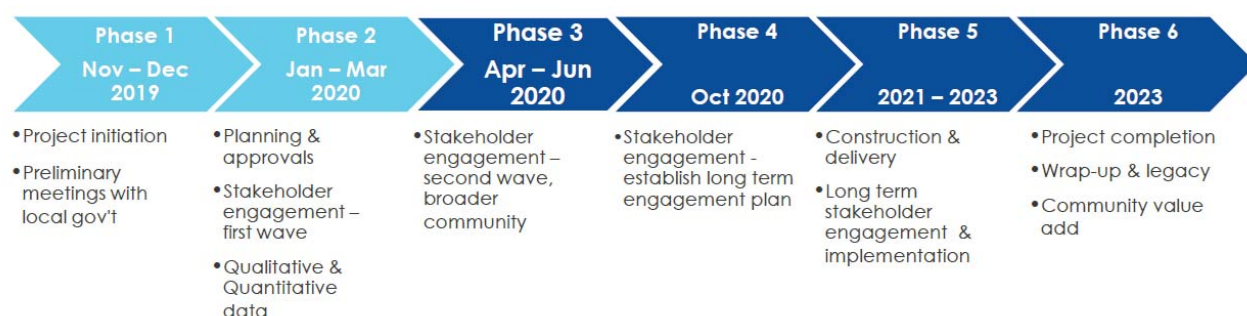 Phase 1
Nov – Dec
2019
Phase 2
Jan – Mar
2020
Phase 3
Apr – Jun
2020
Phase 4
Oct 2020
Phase 5
2021 – 2023
Phase 6
2023
•Project initiation
•Preliminary
meetings with
local gov't
•Planning &
approvals
•Stakeholder
engagement –
first wave
•Qualitative &
Quantitative
data
•Stakeholder
engagement –
second wave,
broader
community
•Stakeholder
engagement -
establish long term
engagement plan
•Construction &
delivery
•Long term
stakeholder
engagement &
implementation
•Project completion
•Wrap-up & legacy
•Community value
add